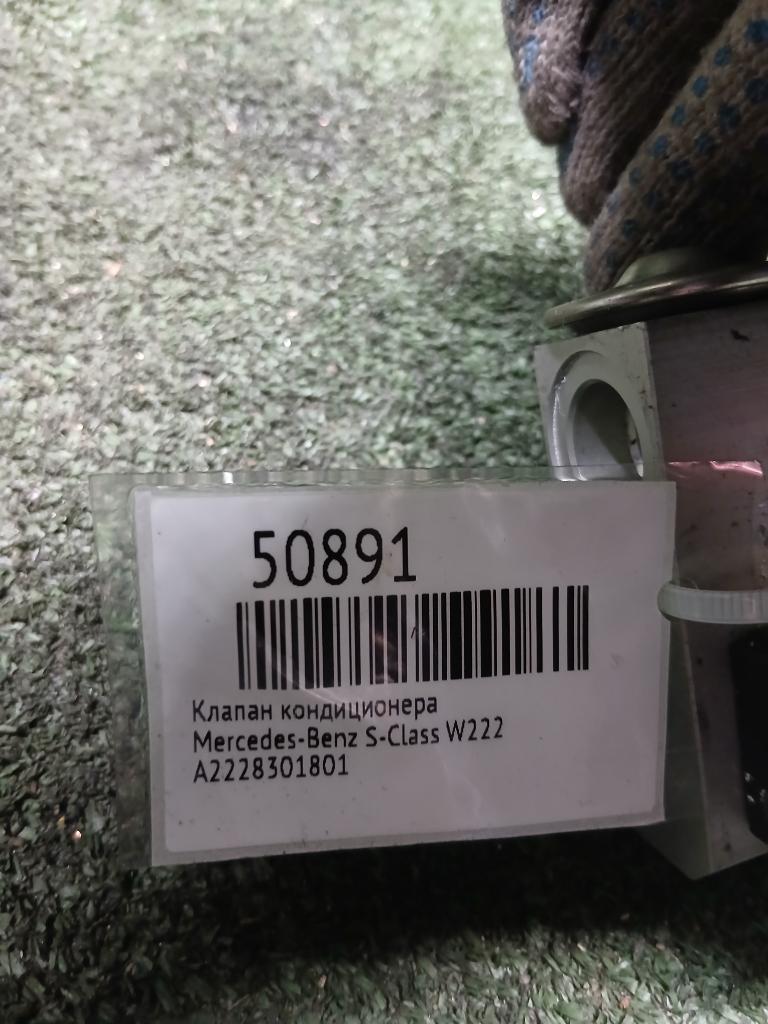 50891
Клапан кондиционера
Mercedes-Benz S-Class W222
A2228301801